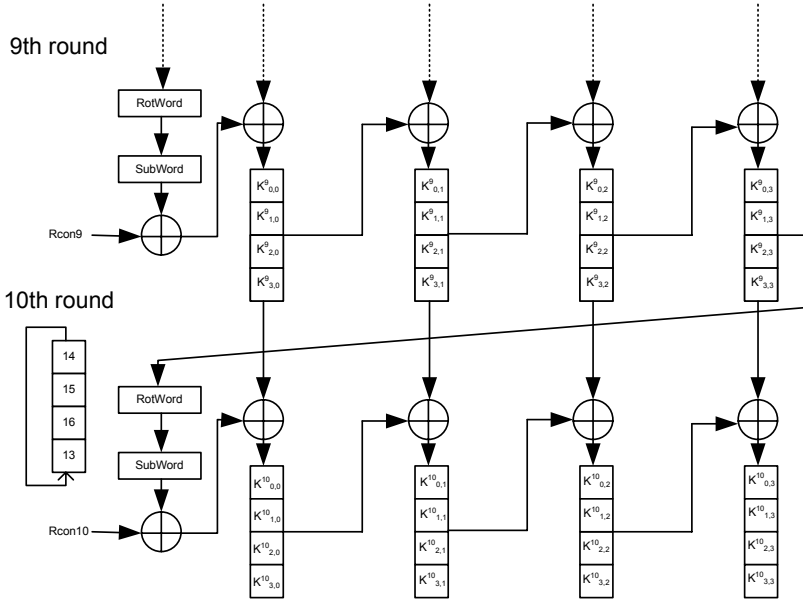 9th round
RotWord
SubWord
Rcon9
K⁹0,0 K⁹0,1 K⁹0,2 K⁹0,3
K⁹1,0 K⁹1,1 K⁹1,2 K⁹1,3
K⁹2,0 K⁹2,1 K⁹2,2 K⁹2,3
K⁹3,0 K⁹3,1 K⁹3,2 K⁹3,3
10th round
14
15
16
13
RotWord
SubWord
Rcon10
K¹⁰0,0 K¹⁰0,1 K¹⁰0,2 K¹⁰0,3
K¹⁰1,0 K¹⁰1,1 K¹⁰1,2 K¹⁰1,3
K¹⁰2,0 K¹⁰2,1 K¹⁰2,2 K¹⁰2,3
K¹⁰3,0 K¹⁰3,1 K¹⁰3,2 K¹⁰3,3